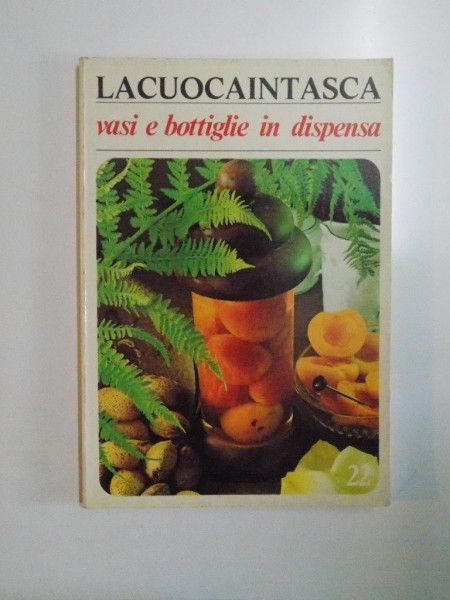 LACUOCAINTASCA
vasi e bottiglie in dispensa
22